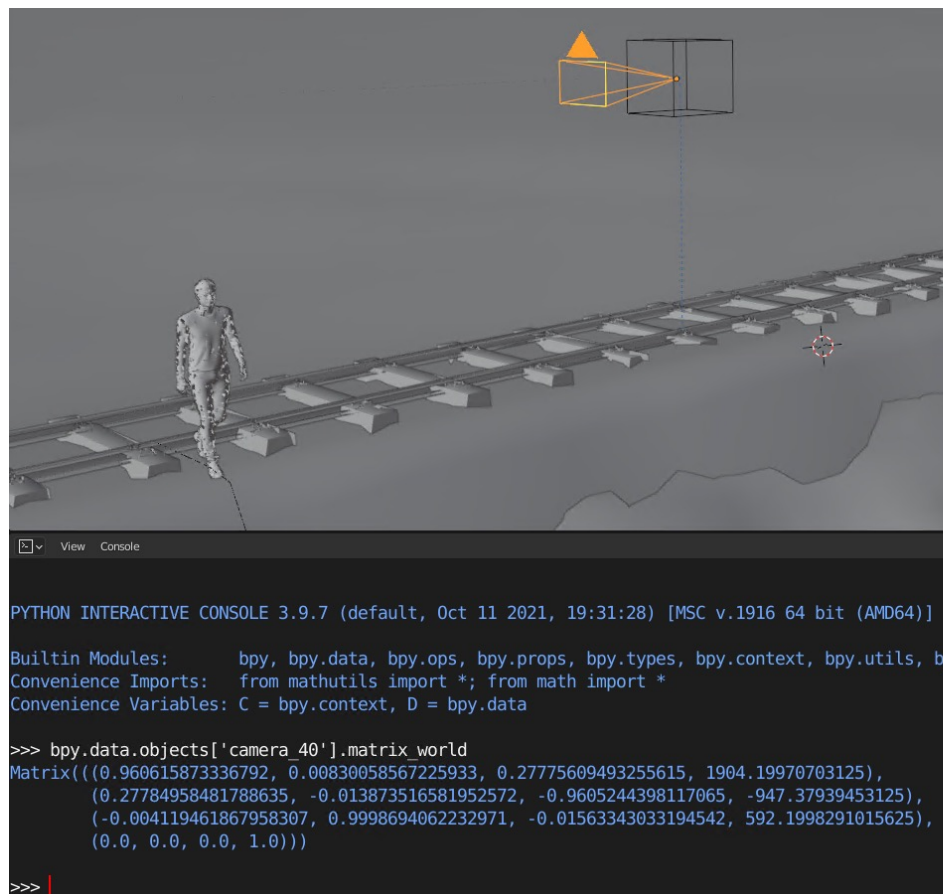 View Console
PYTHON INTERACTIVE CONSOLE 3.9.7 (default, Oct 11 2021, 19:31:28) [MSC v.1916 64 bit (AMD64)]
Builtin Modules: bpy, bpy.data, bpy.ops, bpy.props, bpy.types, bpy.context, bpy.utils, b
Convenience Imports: from mathutils import *; from math import *
Convenience Variables: C = bpy.context, D = bpy.data
>>> bpy.data.objects['camera_40'].matrix_world
Matrix(((0.960615873336792, 0.00830058567225933, 0.27775609493255615, 1904.19970703125),
(0.27784958481788635, -0.013873516581952572, -0.9605244398117065, -947.37939453125),
(-0.004119461867958307, 0.9998694062232971, -0.01563343033194542, 592.1998291015625),
(0.0, 0.0, 0.0, 1.0)))
>>>